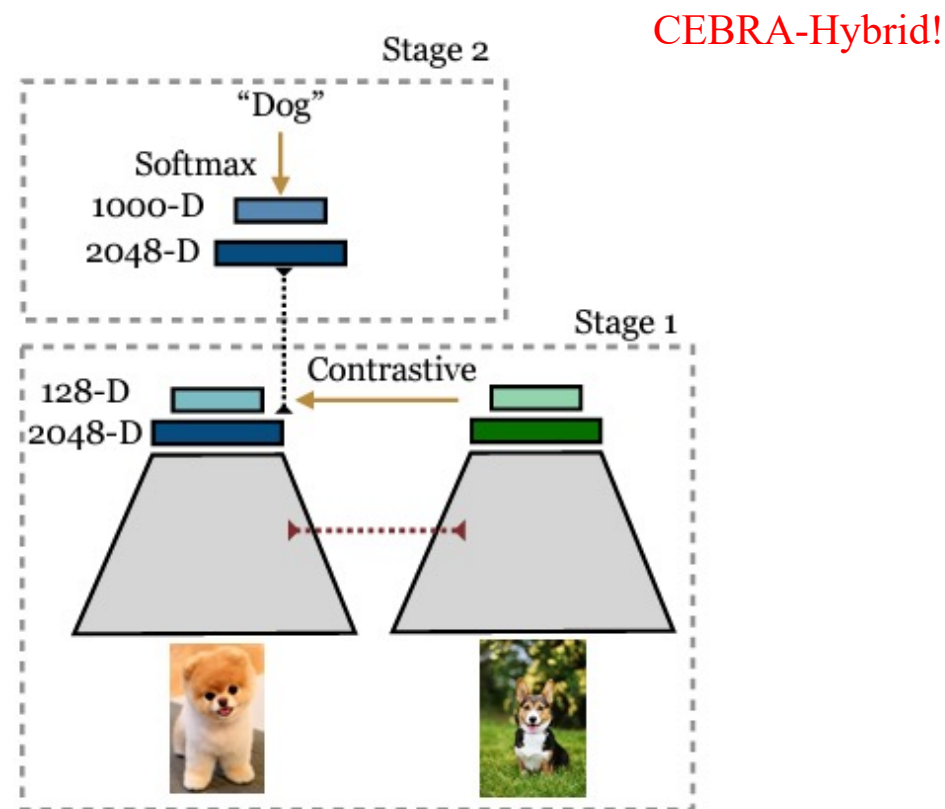 CEBRA-Hybrid!
Stage 2
“Dog”
Softmax
1000-D
2048-D
Stage 1
Contrastive
128-D
2048-D